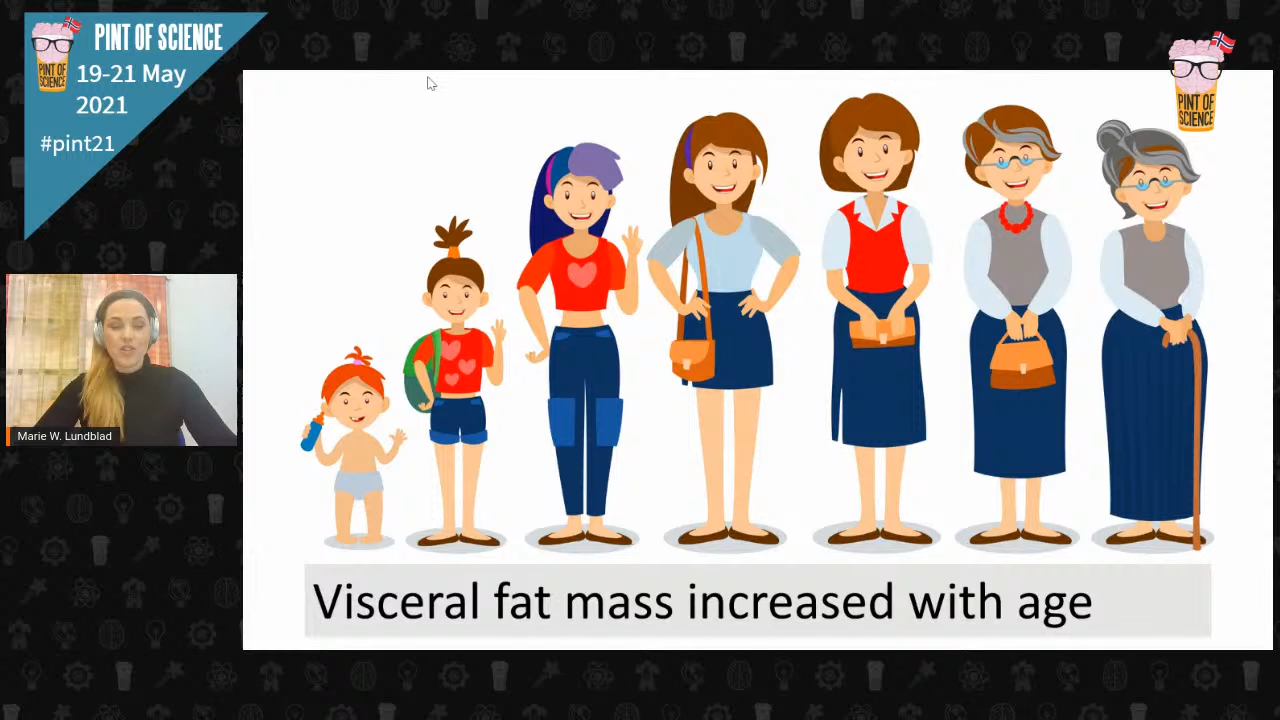 PINT OF SCIENCE
19-21 May
2021
#pint21
PINT OF
SCIENCE
PINT OF
SCIENCE
Marie W. Lundblad
Visceral fat mass increased with age